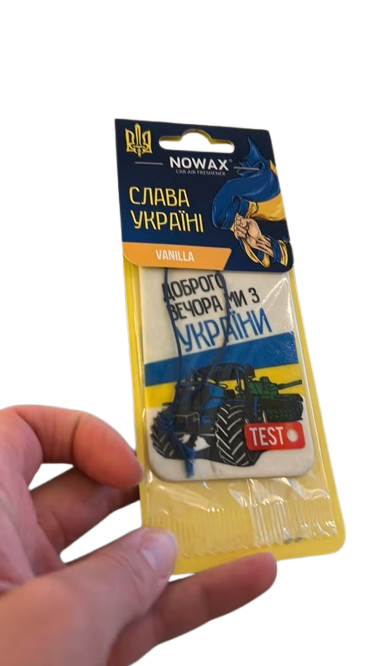 NOWAX®
CAR AIR FRESHENER
СЛАВА
УКРАЇНІ
VANILLA
ДОБРОГО
ВЕЧОРА МИ З
УКРАЇНИ
TEST